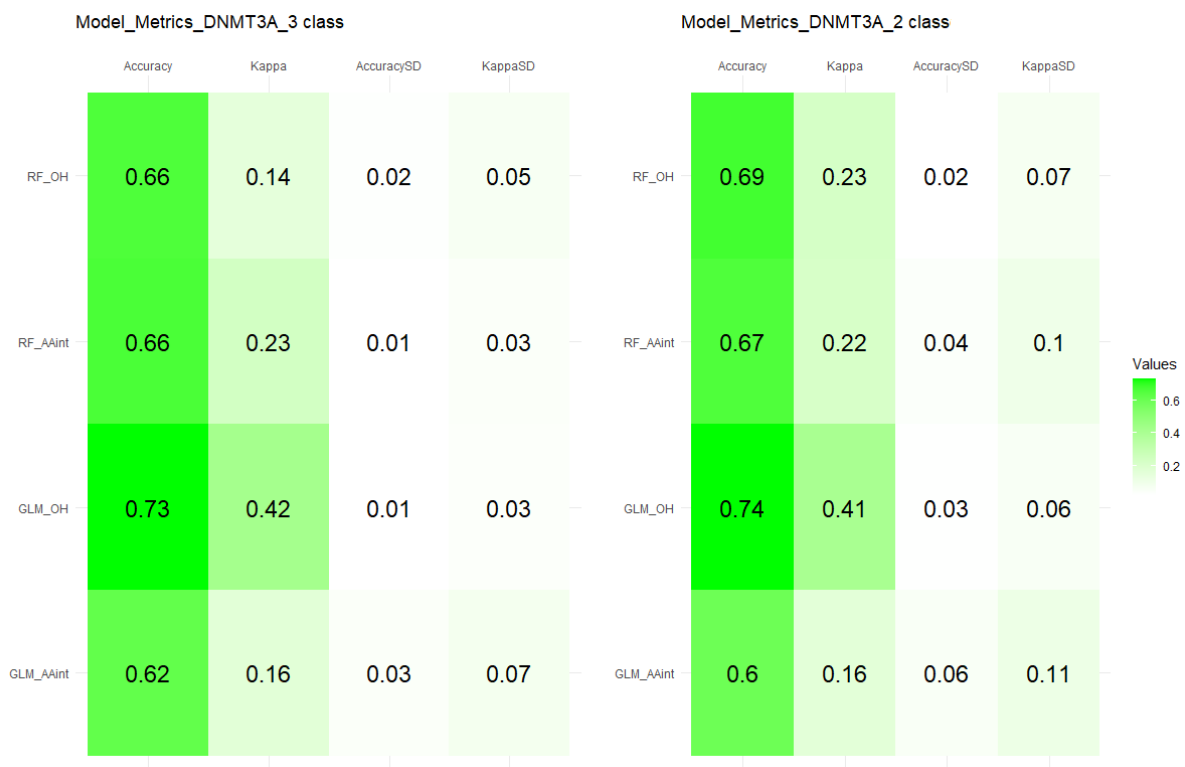 Model_Metrics_DNMT3A_3 class
Accuracy Kappa AccuracySD KappaSD
RF_OH 0.66 0.14 0.02 0.05
RF_AAint 0.66 0.23 0.01 0.03
GLM_OH 0.73 0.42 0.01 0.03
GLM_AAint 0.62 0.16 0.03 0.07
Model_Metrics_DNMT3A_2 class
Accuracy Kappa AccuracySD KappaSD
RF_OH 0.69 0.23 0.02 0.07
RF_AAint 0.67 0.22 0.04 0.1
GLM_OH 0.74 0.41 0.03 0.06
GLM_AAint 0.6 0.16 0.06 0.11
Values
0.6
0.4
0.2